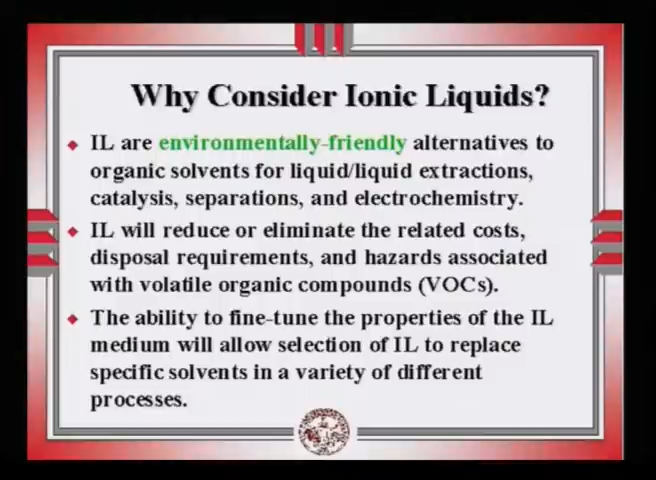 Why Consider Ionic Liquids?
IL are environmentally-friendly alternatives to
organic solvents for liquid/liquid extractions,
catalysis, separations, and electrochemistry.
IL will reduce or eliminate the related costs,
disposal requirements, and hazards associated
with volatile organic compounds (VOCs).
The ability to fine-tune the properties of the IL
medium will allow selection of IL to replace
specific solvents in a variety of different
processes.